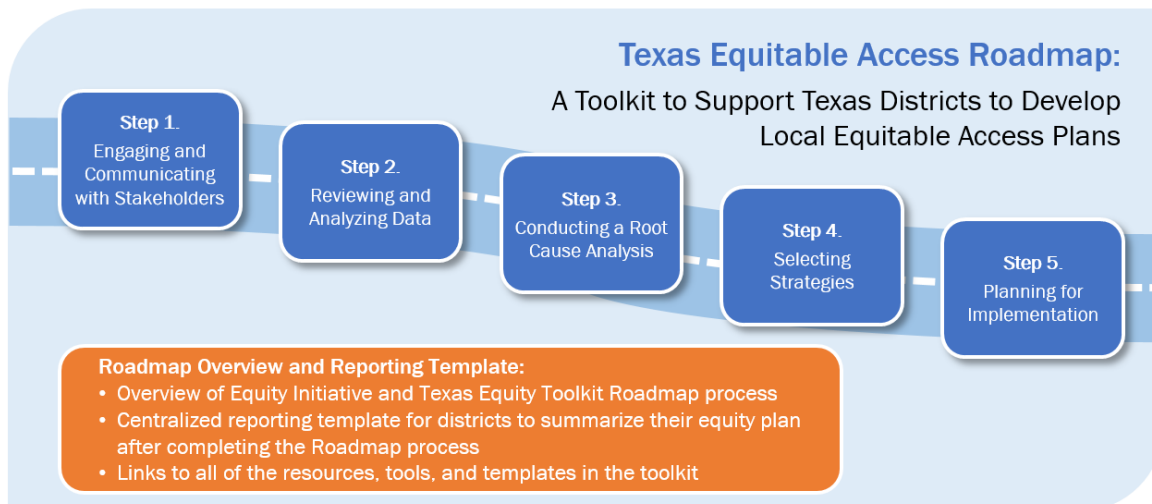 Texas Equitable Access Roadmap:
A Toolkit to Support Texas Districts to Develop
Local Equitable Access Plans
Step 1.
Engaging and
Communicating
with Stakeholders
Step 2.
Reviewing and
Analyzing Data
Step 3.
Conducting a Root
Cause Analysis
Step 4.
Selecting
Strategies
Step 5.
Planning for
Implementation
Roadmap Overview and Reporting Template:
• Overview of Equity Initiative and Texas Equity Toolkit Roadmap process
• Centralized reporting template for districts to summarize their equity plan
after completing the Roadmap process
• Links to all of the resources, tools, and templates in the toolkit